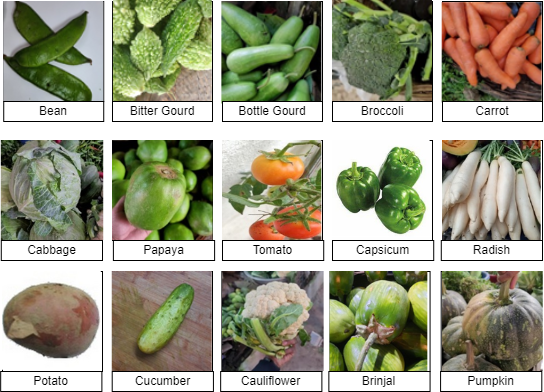 Bean
Bitter Gourd
Bottle Gourd
Broccoli
Carrot
Cabbage
Papaya
Tomato
Capsicum
Radish
Potato
Cucumber
Cauliflower
Brinjal
Pumpkin